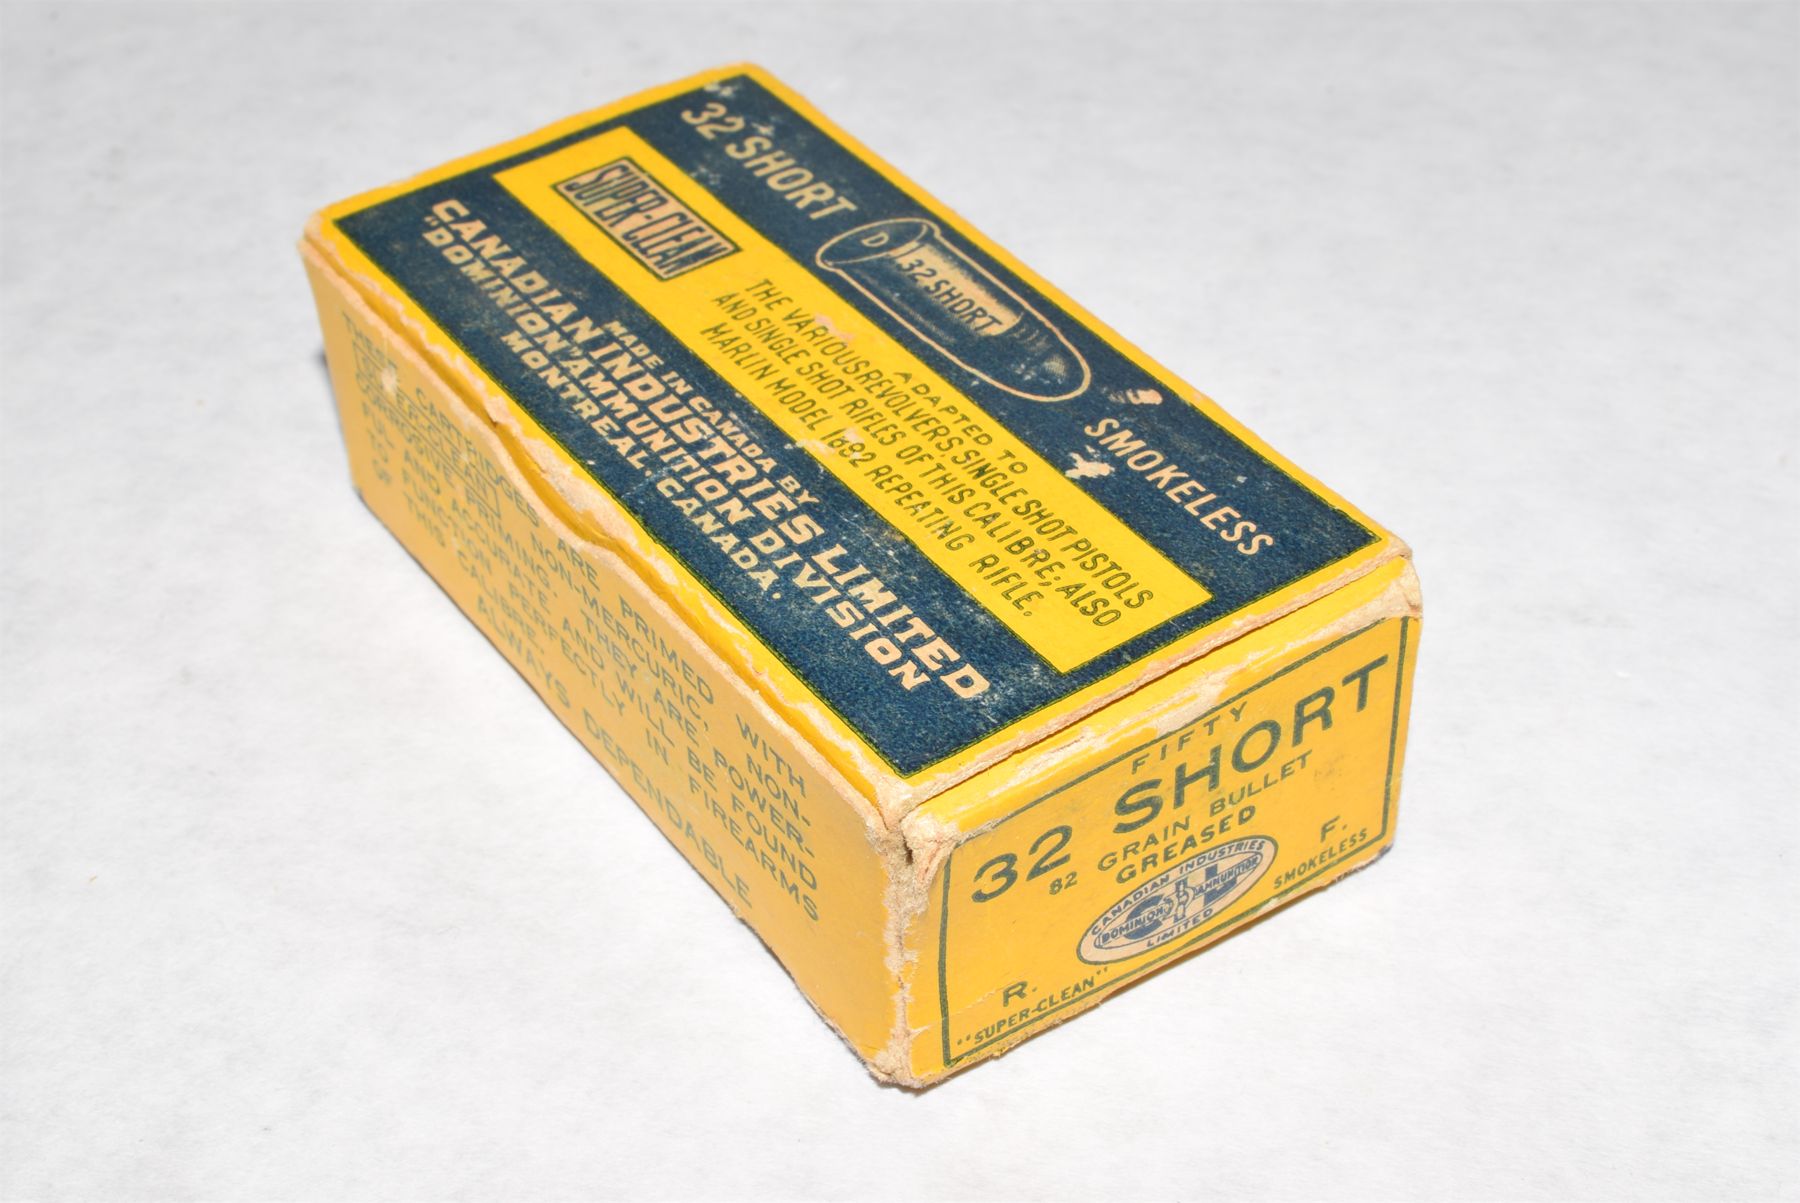 32 SHORT
D
32 SHORT
SMOKELESS
SUPER-CLEAN
ADAPTED TO
THE VARIOUS REVOLVERS, SINGLE SHOT PISTOLS
AND SINGLE SHOT RIFLES OF THIS CALIBRE; ALSO
MARLIN MODEL 1892 REPEATING RIFLE.
MADE IN CANADA BY
CANADIAN INDUSTRIES LIMITED
"DOMINION" AMMUNITION DIVISION
MONTREAL, CANADA.
THESE CARTRIDGES ARE PRIMED WITH
SUPER-CLEAN NON-MERCURIC, NON-
CORROSIVE PRIMING. THEY ARE POWER-
FUL AND ACCURATE AND WILL BE FOUND
TO FUNCTION PERFECTLY IN FIREARMS
OF THIS CALIBRE. ALWAYS DEPENDABLE
FIFTY
32 SHORT
82 GRAIN BULLET
GREASED
CANADIAN INDUSTRIES
DOMINION AMMUNITION
LIMITED
R. F.
"SUPER-CLEAN" SMOKELESS